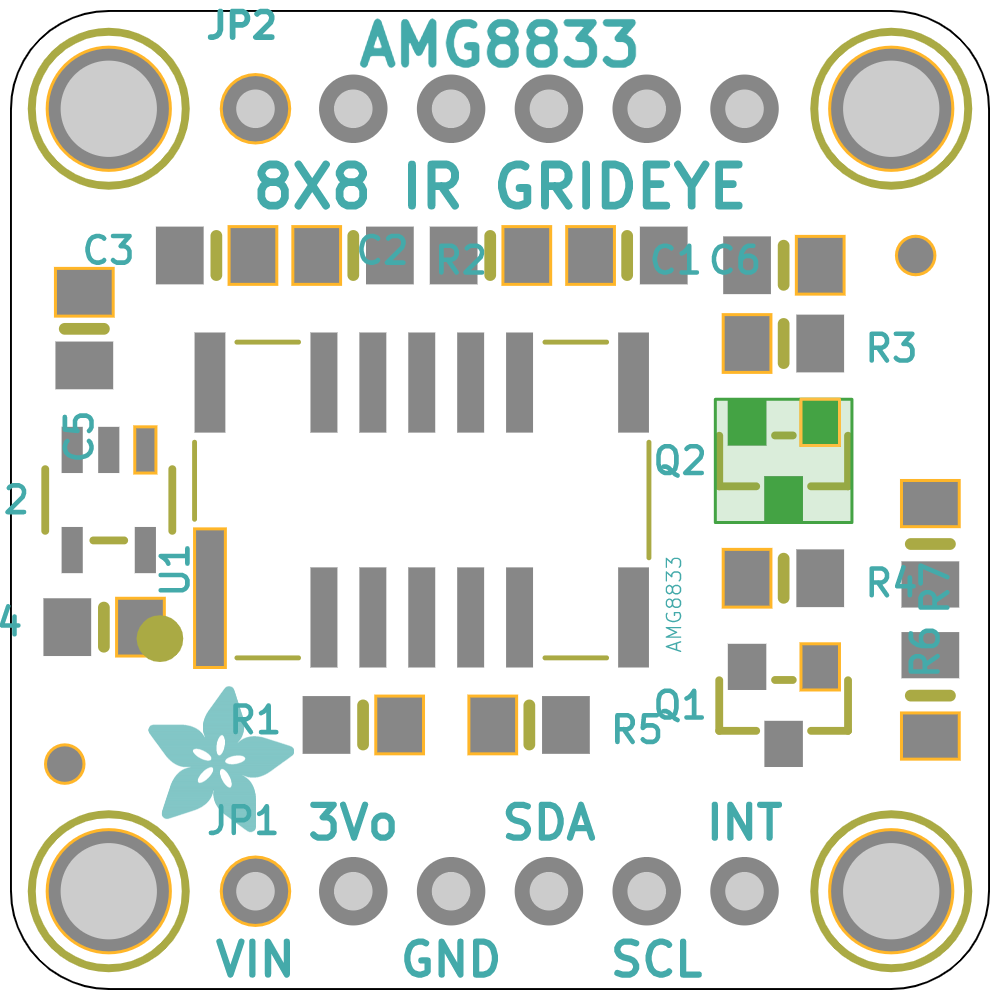 JP2
AMG8833
8X8 IR GRIDEYE
C3
C2
R2
C1
C6
R3
C5
Q2
2
U1
AMG8833
R4
R7
4
R6
R1
R5
Q1
JP1
3Vo
SDA
INT
VIN
GND
SCL